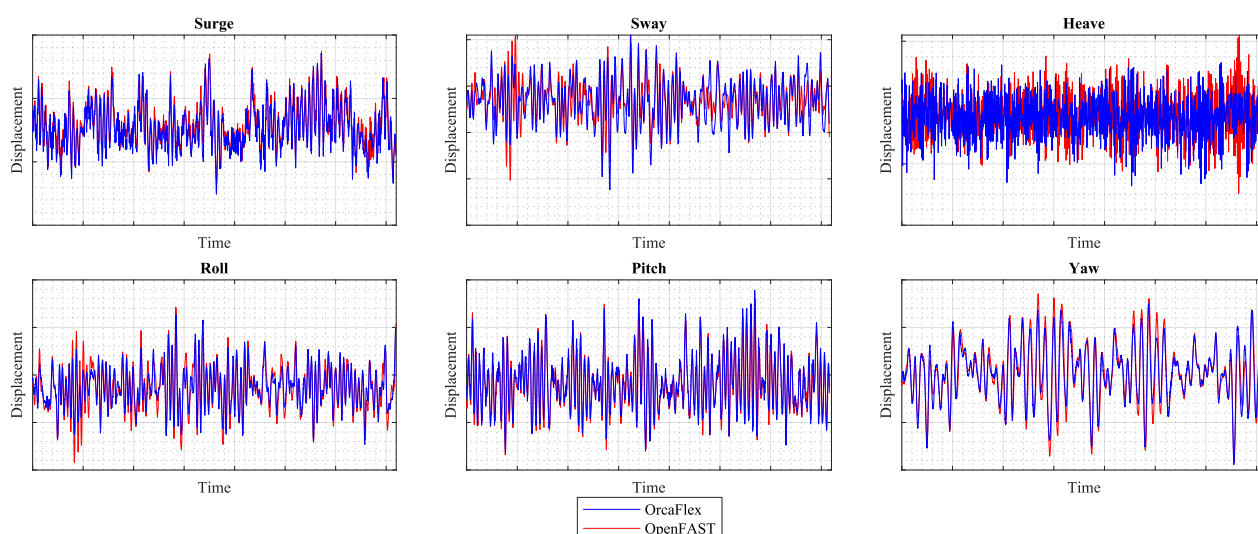 Surge
Sway
Heave
Displacement
Displacement
Displacement
Time
Time
Time
Roll
Pitch
Yaw
Displacement
Displacement
Displacement
Time
Time
Time
OrcaFlex
OpenFAST